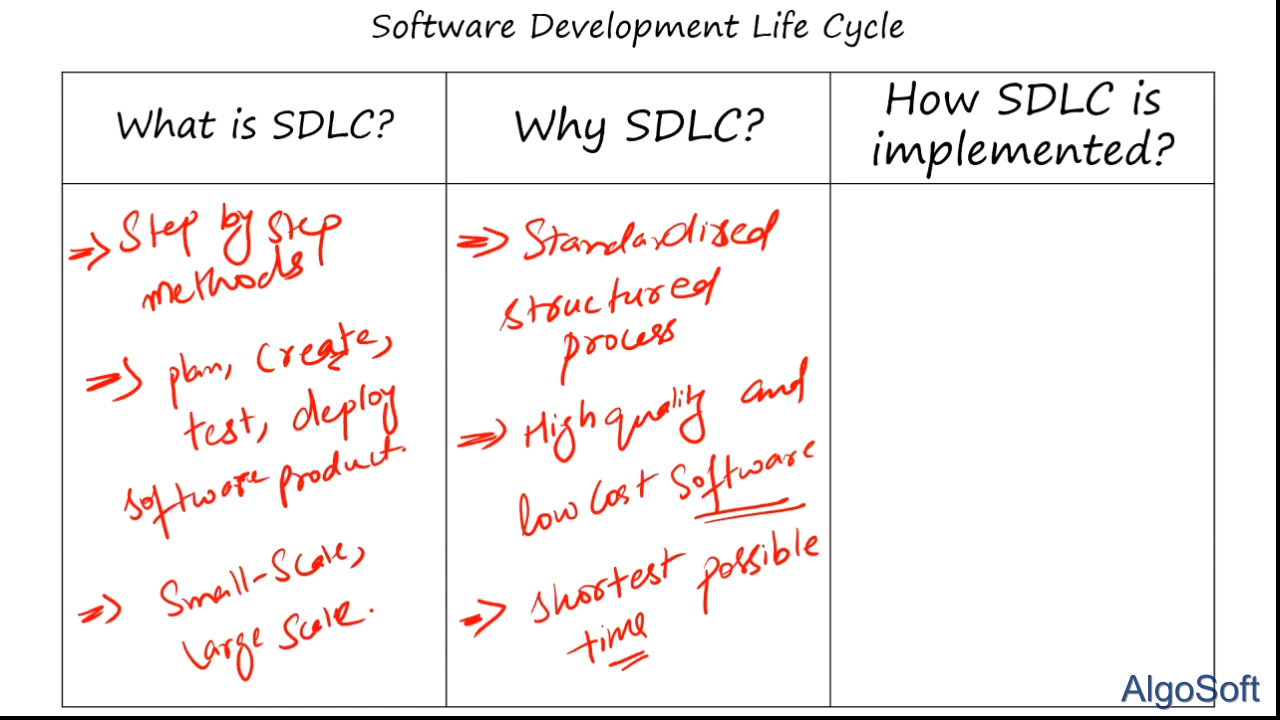 Software Development Life Cycle
What is SDLC?
Why SDLC?
How SDLC is
implemented?
⇒ Step by step
methods
⇒ plan, create,
test, deploy
software product.
⇒ Small-Scale,
Large Scale.
⇒ Standardised
structured
process
⇒ High quality and
low cost Software
⇒ shortest possible
time
AlgoSoft